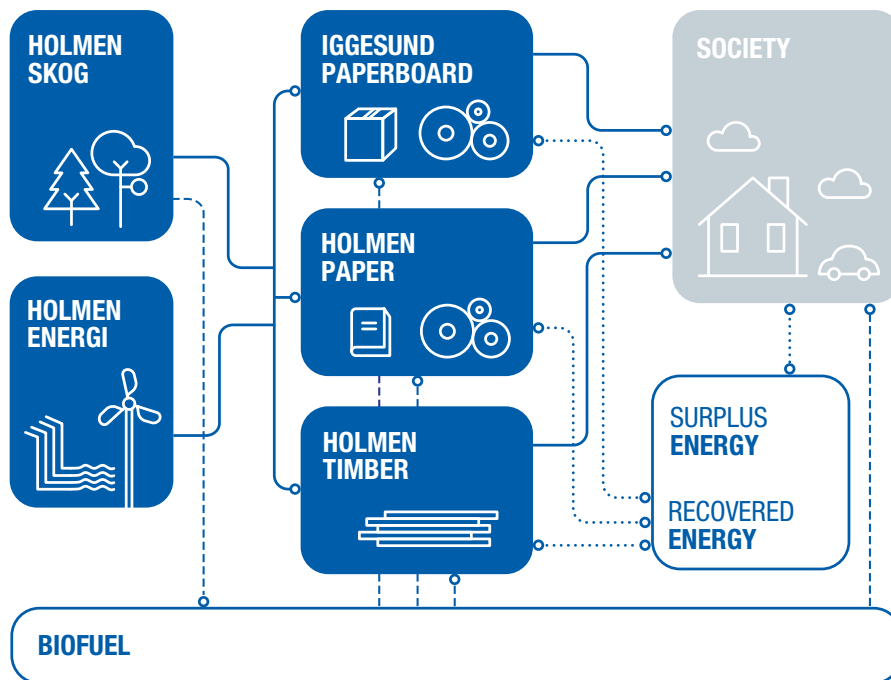 HOLMEN
SKOG
IGGESUND
PAPERBOARD
SOCIETY
HOLMEN
ENERGI
HOLMEN
PAPER
HOLMEN
TIMBER
SURPLUS
ENERGY
RECOVERED
ENERGY
BIOFUEL